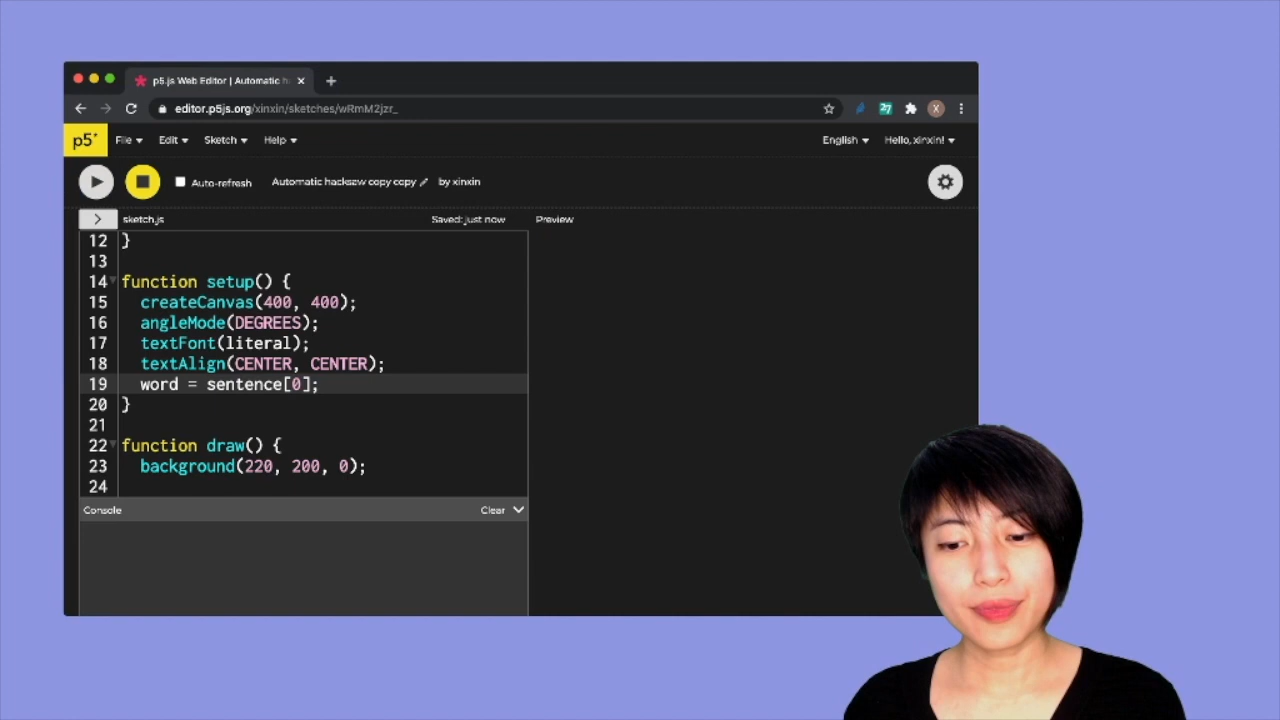 p5.js Web Editor | Automatic h
editor.p5js.org/xinxin/sketches/wRmM2jzr_
27
X
p5* File Edit Sketch Help English Hello, xinxin!
Auto-refresh Automatic hackszw copy copy by xinxin
> sketch.js Saved: just now Preview
12 }
13
14 function setup() {
15 createCanvas(400, 400);
16 angleMode(DEGREES);
17 textFont(literal);
18 textAlign(CENTER, CENTER);
19 word = sentence[0];
20 }
21
22 function draw() {
23 background(220, 200, 0);
24
Console Clear